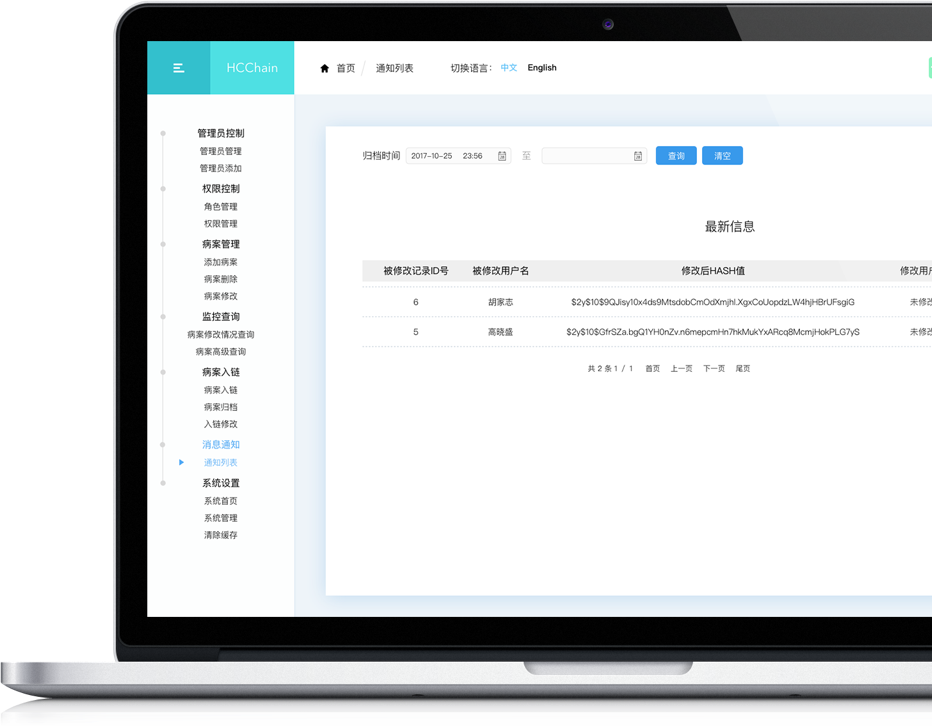 HCChain
首页 通知列表 切换语言： 中文 English
管理员控制
管理员管理
管理员添加
权限控制
角色管理
权限管理
病案管理
添加病案
病案删除
病案修改
监控查询
病案修改情况查询
病案高级查询
病案入链
病案入链
病案归档
入链修改
消息通知
通知列表
系统设置
系统首页
系统管理
清除缓存
归档时间 2017-10-25 23:56 至 查询 清空
最新信息
被修改记录ID号 被修改用户名 修改后HASH值 修改用户
6 胡家志 $2y$10$9QJisy10x4ds9MtsdobCmOdXmjhl.XgxCoUopdzLW4hjHBrUFsgiG 未修改
5 高晓盛 $2y$10$GfrSZa.bgQ1YH0nZv.n6mepcmHn7hkMukYxARcq8McmjHokPLG7yS 未修改
共 2 条 1 / 1 首页 上一页 下一页 尾页